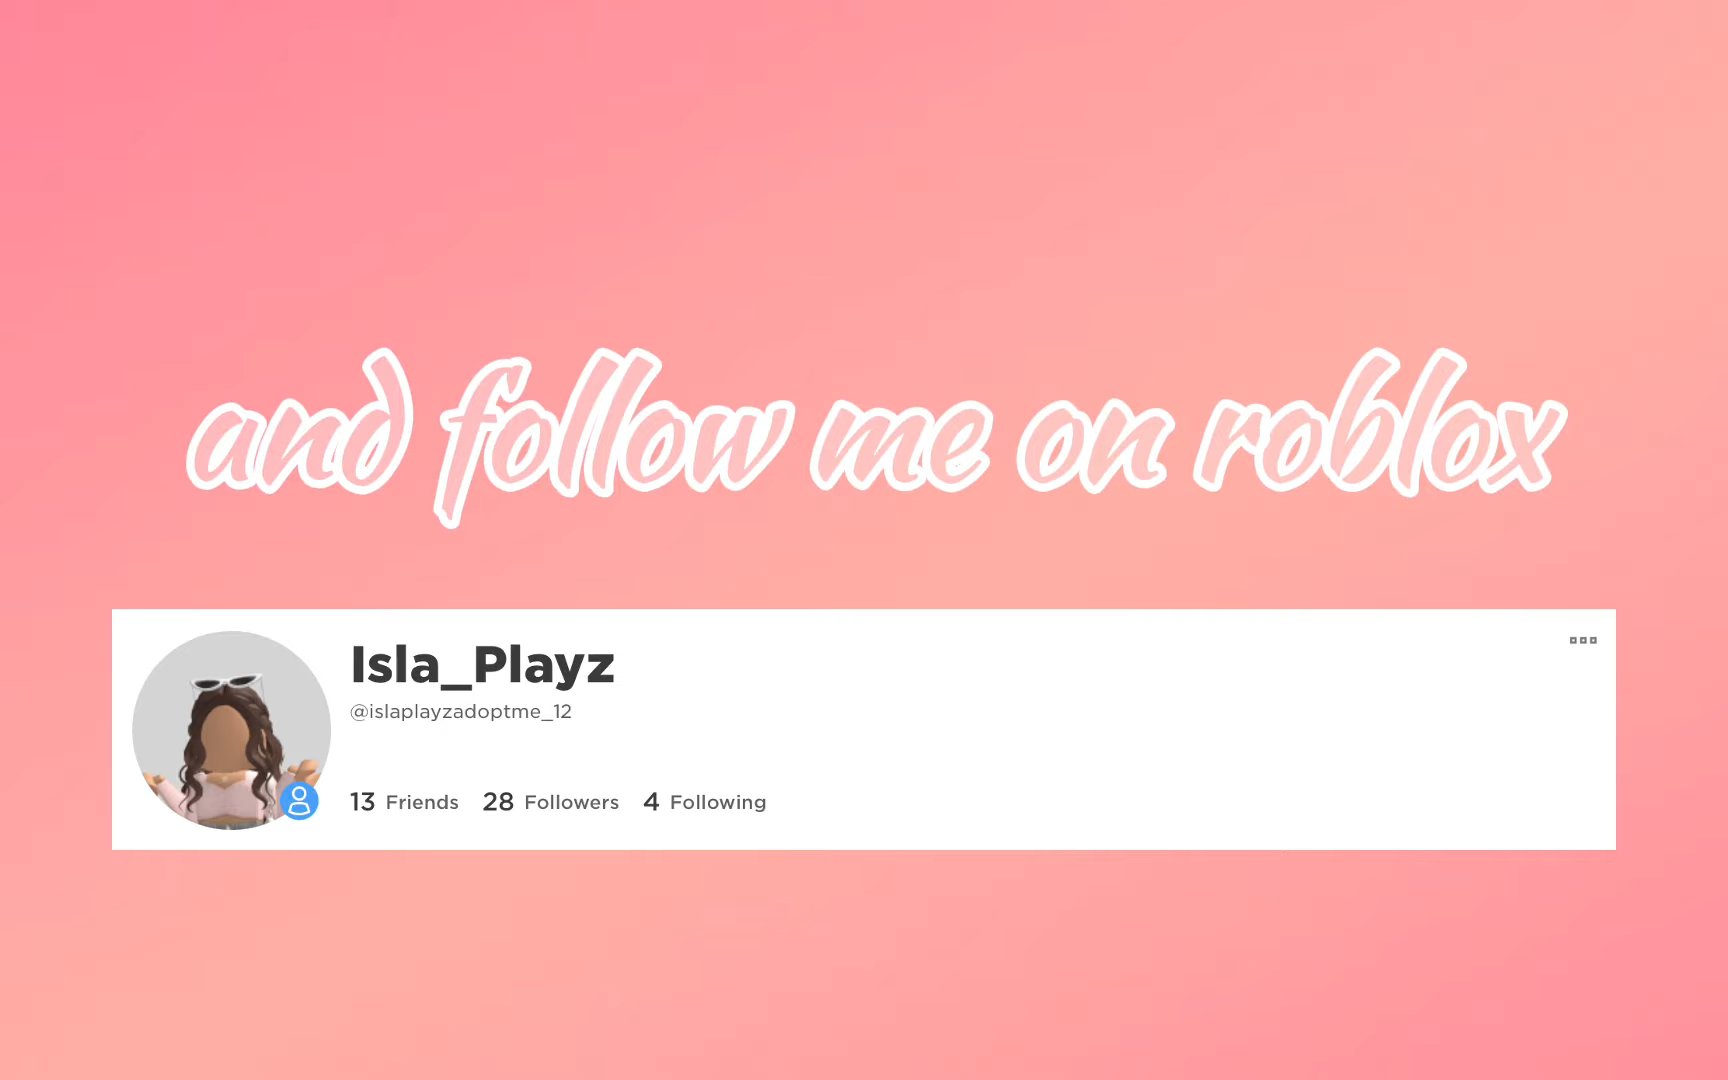 and follow me on roblox
Isla_Playz
@islaplayzadoptme_12
13 Friends 28 Followers 4 Following